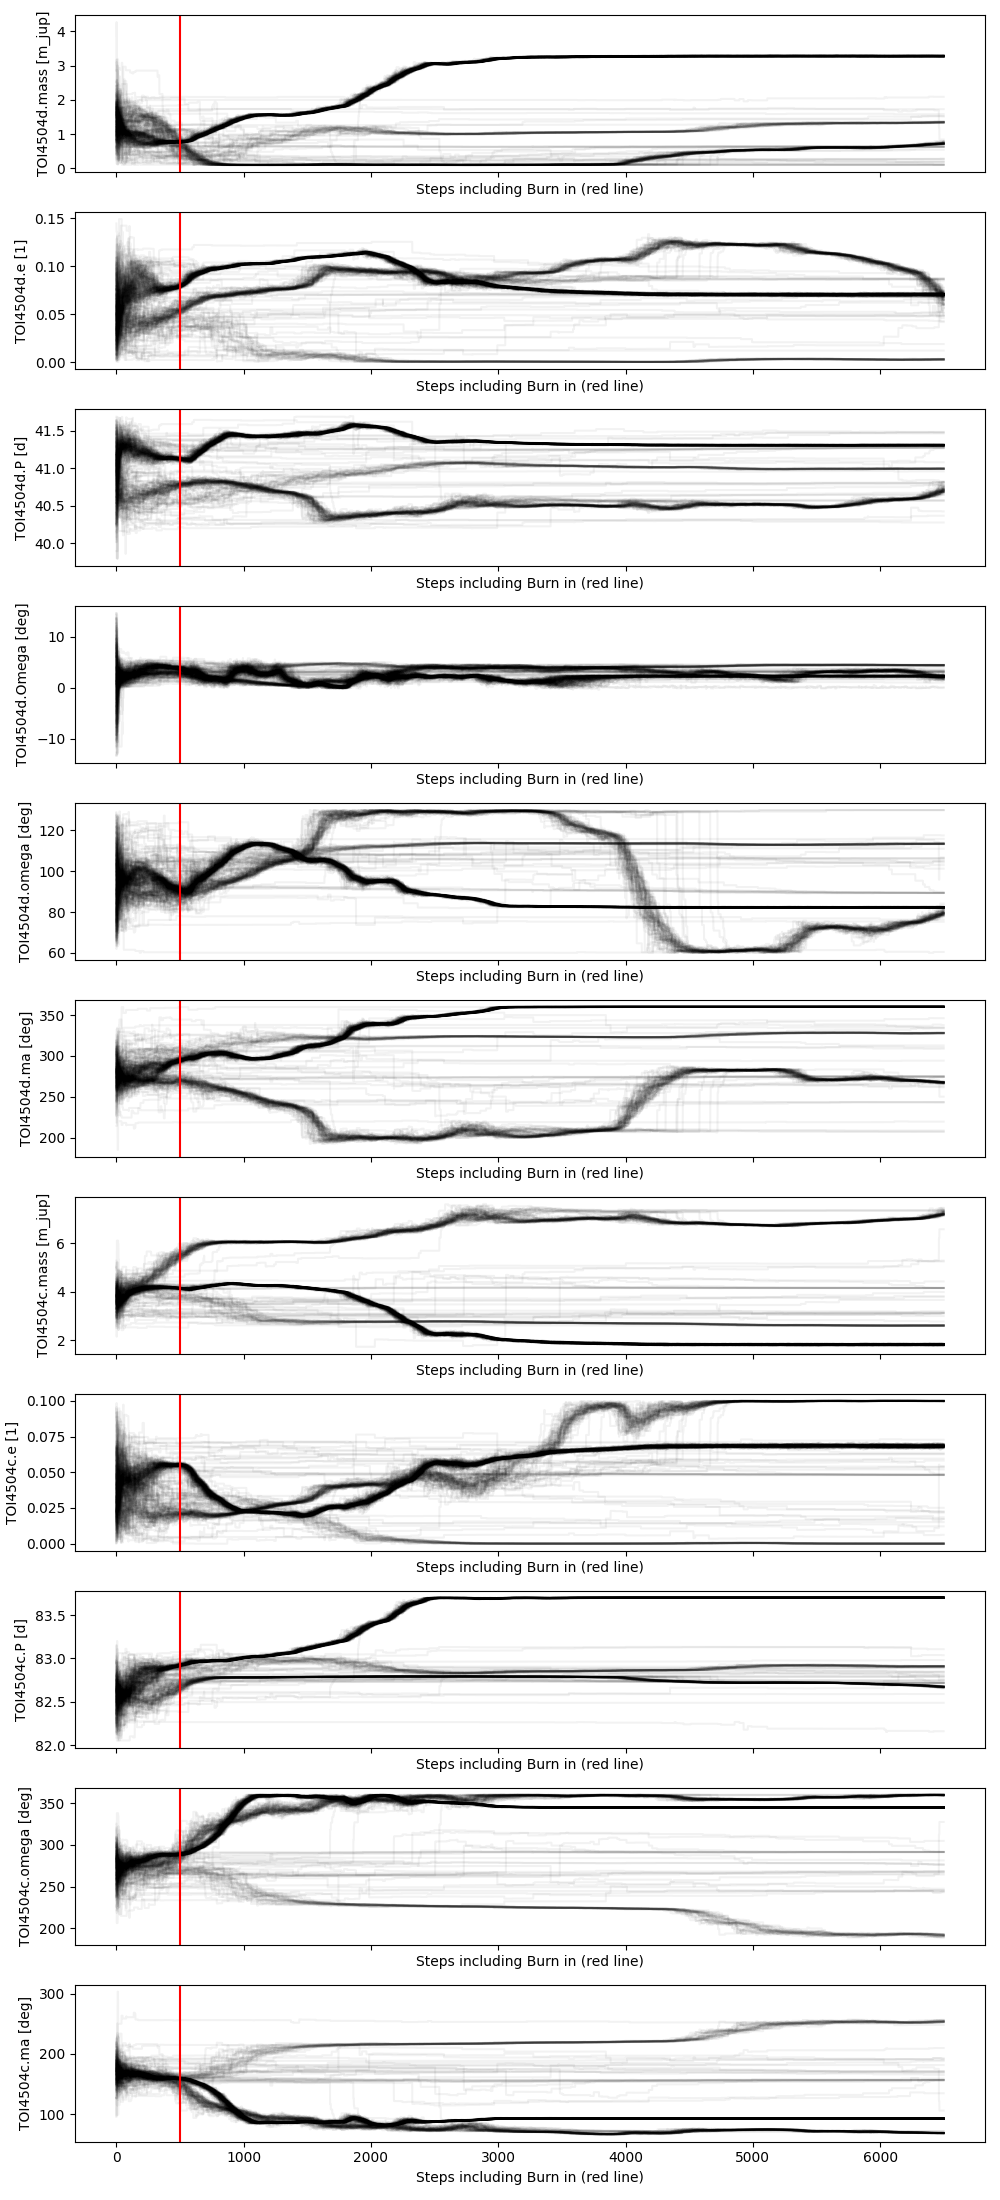 TOI4504d.mass [m_jup]
4
3
2
1
0
Steps including Burn in (red line)
TOI4504d.e [1]
0.15
0.10
0.05
0.00
Steps including Burn in (red line)
TOI4504d.P [d]
41.5
41.0
40.5
40.0
Steps including Burn in (red line)
TOI4504d.Omega [deg]
10
0
−10
Steps including Burn in (red line)
TOI4504d.omega [deg]
120
100
80
60
Steps including Burn in (red line)
TOI4504d.ma [deg]
350
300
250
200
Steps including Burn in (red line)
TOI4504c.mass [m_jup]
6
4
2
Steps including Burn in (red line)
TOI4504c.e [1]
0.100
0.075
0.050
0.025
0.000
Steps including Burn in (red line)
TOI4504c.P [d]
83.5
83.0
82.5
82.0
Steps including Burn in (red line)
TOI4504c.omega [deg]
350
300
250
200
Steps including Burn in (red line)
TOI4504c.ma [deg]
300
200
100
0 1000 2000 3000 4000 5000 6000
Steps including Burn in (red line)